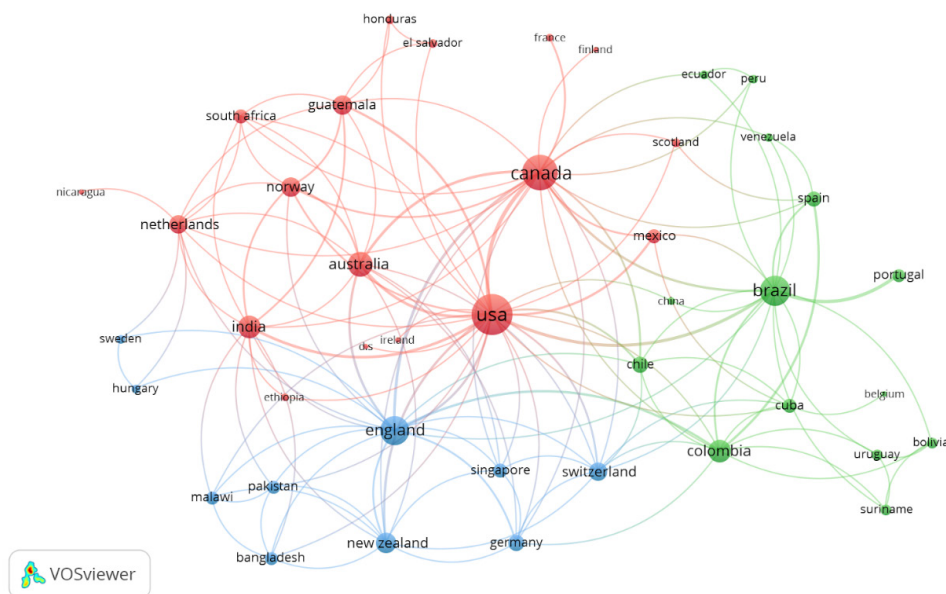 honduras
el salvador
france
finland
ecuador
peru
guatemala
south africa
venezuela
scotland
canada
norway
nicaragua
spain
netherlands
mexico
australia
portugal
brazil
china
usa
india
sweden
ireland
d.s
chile
hungary
ethiopia
belgium
cuba
england
bolivia
colombia
uruguay
singapore
switzerland
pakistan
malawi
suriname
new zealand
germany
bangladesh
VOSviewer